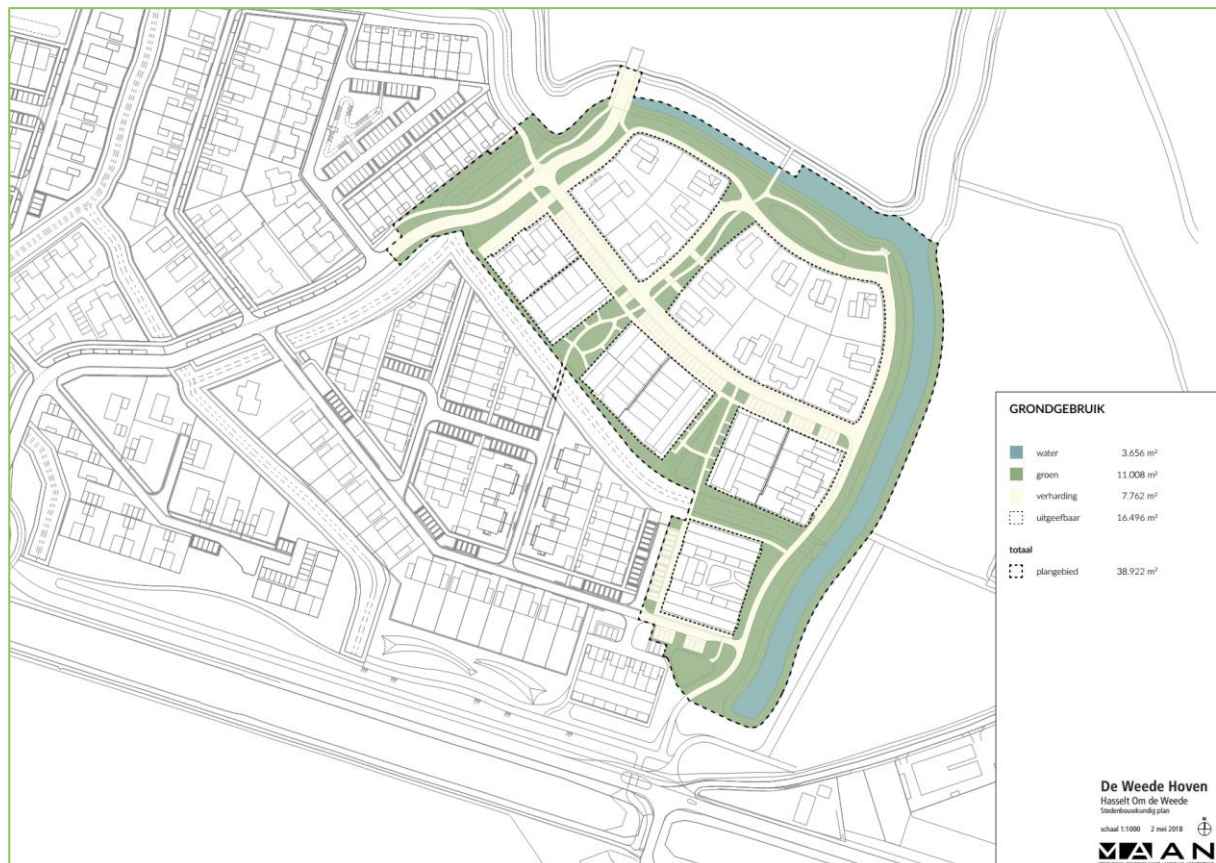 GRONDGEBRUIK
water 3.656 m²
groen 11.008 m²
verharding 7.762 m²
uitgeefbaar 16.496 m²
totaal
plangebied 38.922 m²
De Weede Hoven
Hasselt Om de Weede
Stedenbouwkundig plan
schaal 1:1000 2 mei 2018
MAAN